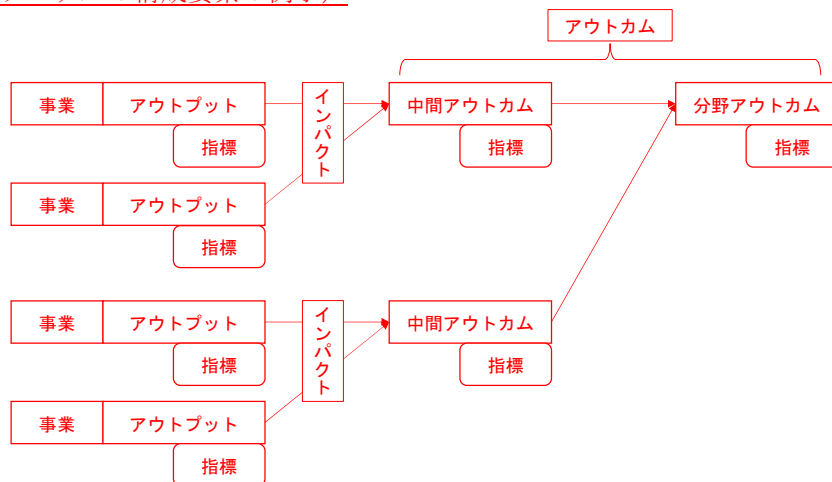 アウトカム
事業 アウトプット インパクト 中間アウトカム 分野アウトカム
指標 指標 指標
事業 アウトプット
指標
事業 アウトプット インパクト 中間アウトカム
指標 指標
事業 アウトプット
指標